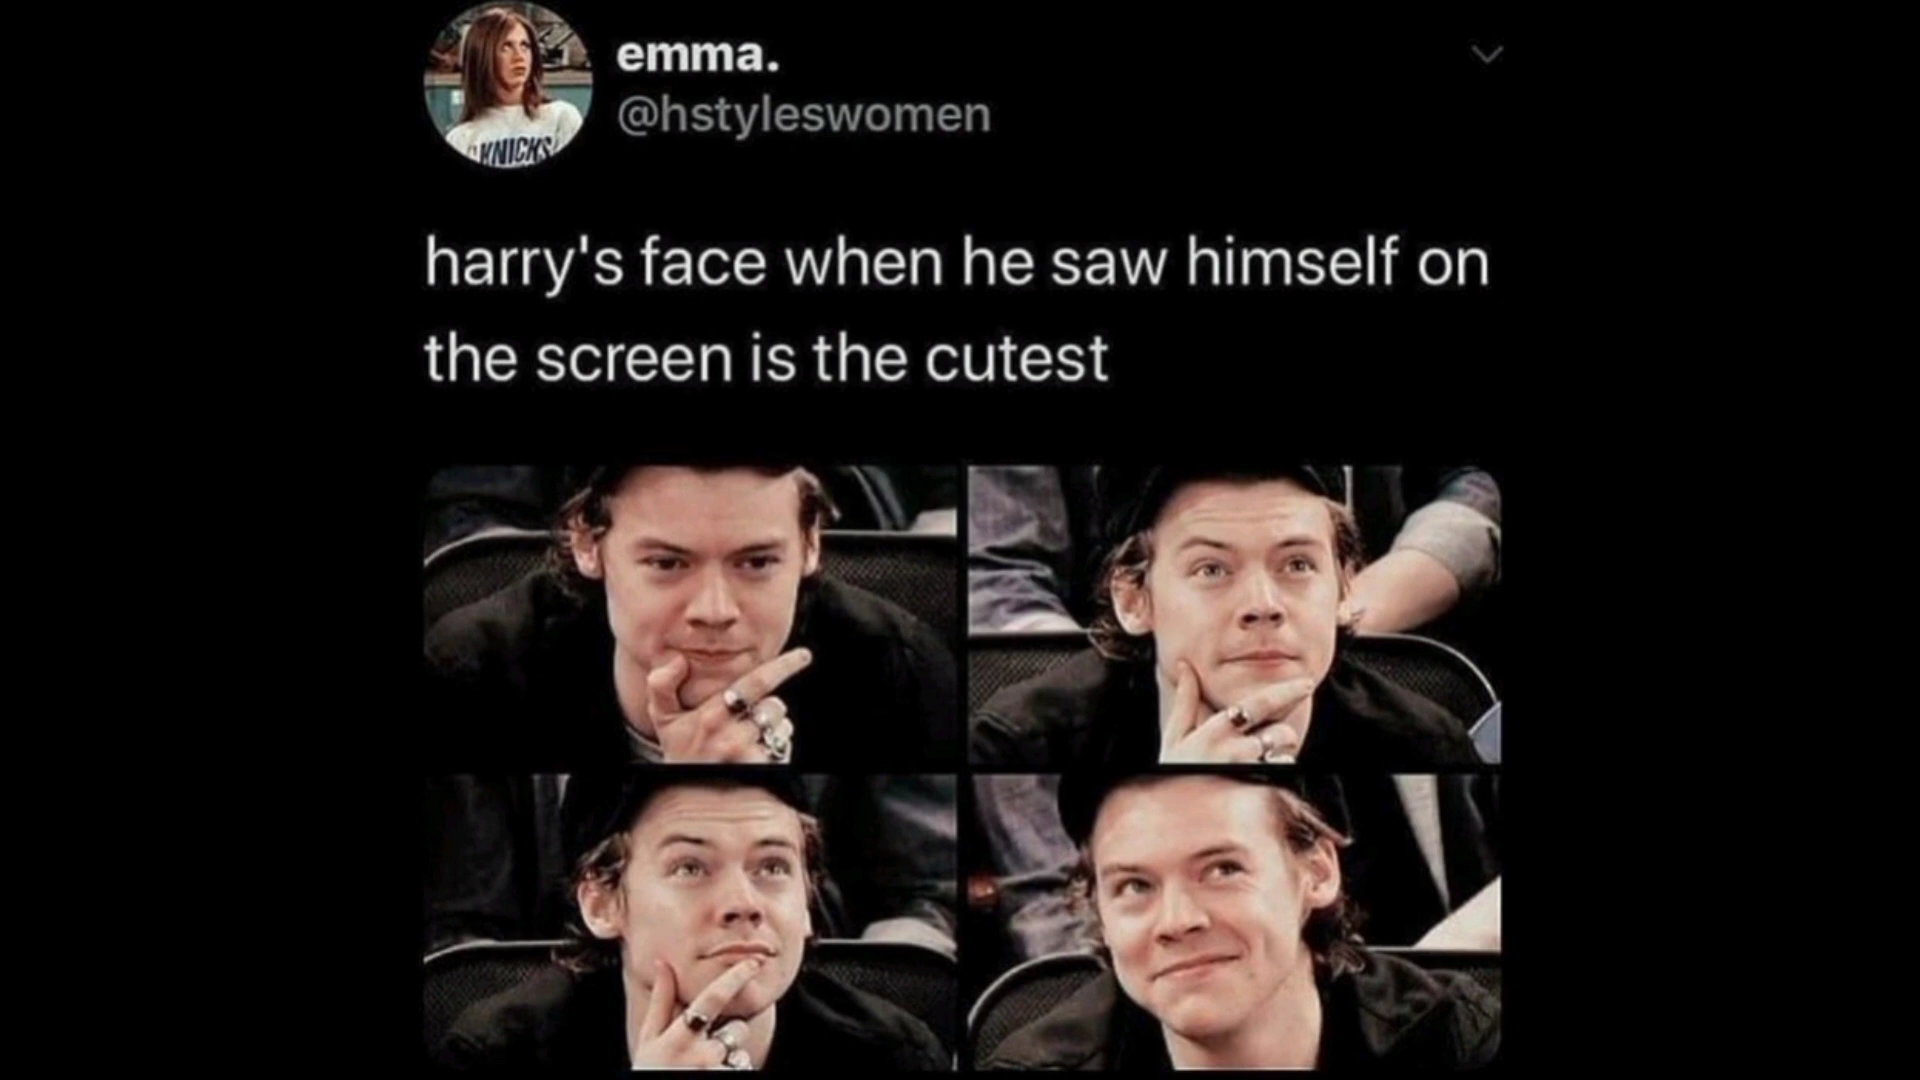 emma.
@hstyleswomen
KNICKS
harry's face when he saw himself on
the screen is the cutest